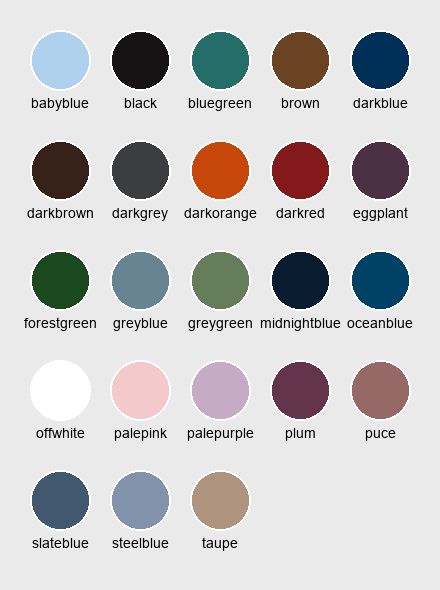 babyblue black bluegreen brown darkblue
darkbrown darkgrey darkorange darkred eggplant
forestgreen greyblue greygreen midnightblue oceanblue
offwhite palepink palepurple plum puce
slateblue steelblue taupe